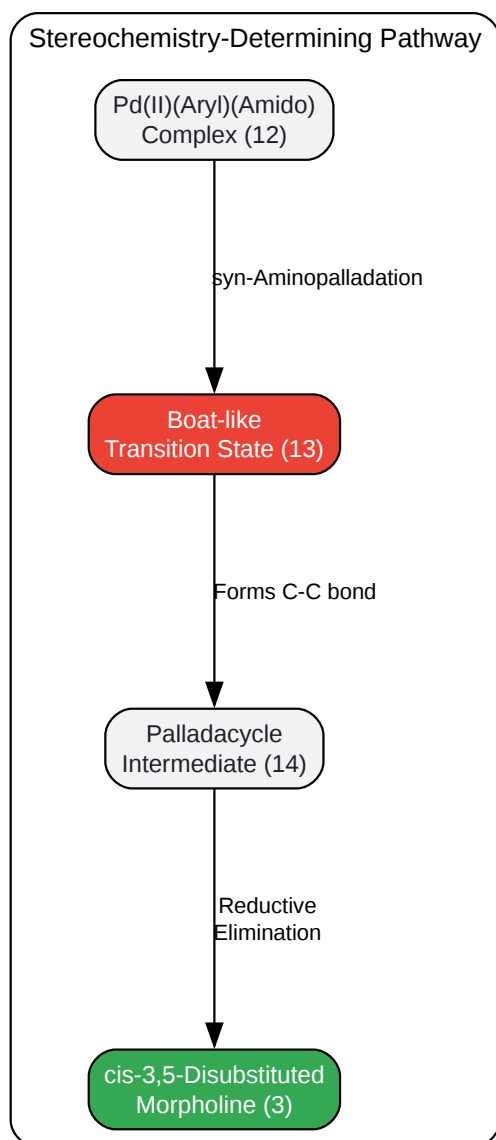 Stereochemistry-Determining Pathway
Pd(II)(Aryl)(Amido)
Complex (12)
syn-Aminopalladation
Boat-like
Transition State (13)
Forms C-C bond
Palladacycle
Intermediate (14)
Reductive
Elimination
cis-3,5-Disubstituted
Morpholine (3)